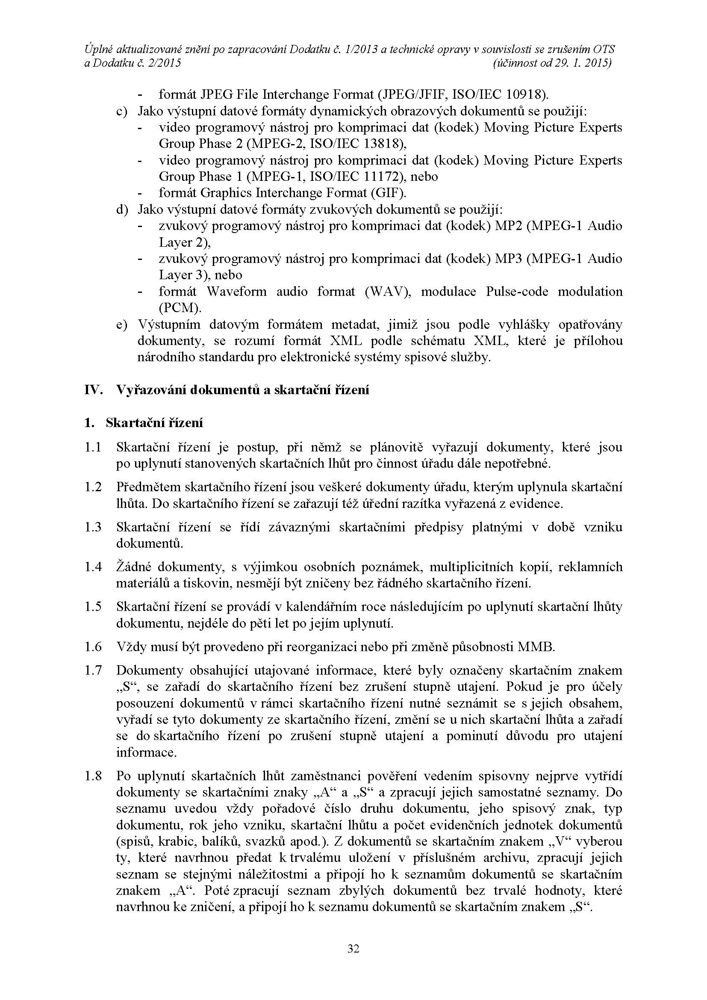 Úplné aktualizované znění po zapracování Dodatku č. 1/2013 a technické opravy v souvislosti se zrušením OTS
a Dodatku č. 2/2015 (účinnost od 29. 1. 2015)
- formát JPEG File Interchange Format (JPEG/JFIF, ISO/IEC 10918).
c) Jako výstupní datové formáty dynamických obrazových dokumentů se použijí:
- video programový nástroj pro komprimaci dat (kodek) Moving Picture Experts
Group Phase 2 (MPEG-2, ISO/IEC 13818),
- video programový nástroj pro komprimaci dat (kodek) Moving Picture Experts
Group Phase 1 (MPEG-1, ISO/IEC 11172), nebo
- formát Graphics Interchange Format (GIF).
d) Jako výstupní datové formáty zvukových dokumentů se použijí:
- zvukový programový nástroj pro komprimaci dat (kodek) MP2 (MPEG-1 Audio
Layer 2),
- zvukový programový nástroj pro komprimaci dat (kodek) MP3 (MPEG-1 Audio
Layer 3), nebo
- formát Waveform audio format (WAV), modulace Pulse-code modulation
(PCM).
e) Výstupním datovým formátem metadat, jimiž jsou podle vyhlášky opatřovány
dokumenty, se rozumí formát XML podle schématu XML, které je přílohou
národního standardu pro elektronické systémy spisové služby.
IV. Vyřazování dokumentů a skartační řízení
1. Skartační řízení
1.1 Skartační řízení je postup, při němž se plánovitě vyřazují dokumenty, které jsou
po uplynutí stanovených skartačních lhůt pro činnost úřadu dále nepotřebné.
1.2 Předmětem skartačního řízení jsou veškeré dokumenty úřadu, kterým uplynula skartační
lhůta. Do skartačního řízení se zařazují též úřední razítka vyřazená z evidence.
1.3 Skartační řízení se řídí závaznými skartačními předpisy platnými v době vzniku
dokumentů.
1.4 Žádné dokumenty, s výjimkou osobních poznámek, multiplicitních kopií, reklamních
materiálů a tiskovin, nesmějí být zničeny bez řádného skartačního řízení.
1.5 Skartační řízení se provádí v kalendářním roce následujícím po uplynutí skartační lhůty
dokumentu, nejdéle do pěti let po jejím uplynutí.
1.6 Vždy musí být provedeno při reorganizaci nebo při změně působnosti MMB.
1.7 Dokumenty obsahující utajované informace, které byly označeny skartačním znakem
„S“, se zařadí do skartačního řízení bez zrušení stupně utajení. Pokud je pro účely
posouzení dokumentů v rámci skartačního řízení nutné seznámit se s jejich obsahem,
vyřadí se tyto dokumenty ze skartačního řízení, změní se u nich skartační lhůta a zařadí
se do skartačního řízení po zrušení stupně utajení a pominutí důvodu pro utajení
informace.
1.8 Po uplynutí skartačních lhůt zaměstnanci pověření vedením spisovny nejprve vytřídí
dokumenty se skartačními znaky „A“ a „S“ a zpracují jejich samostatné seznamy. Do
seznamu uvedou vždy pořadové číslo druhu dokumentu, jeho spisový znak, typ
dokumentu, rok jeho vzniku, skartační lhůtu a počet evidenčních jednotek dokumentů
(spisů, krabic, balíků, svazků apod.). Z dokumentů se skartačním znakem „V“ vyberou
ty, které navrhnou předat k trvalému uložení v příslušném archivu, zpracují jejich
seznam se stejnými náležitostmi a připojí ho k seznamům dokumentů se skartačním
znakem „A“. Poté zpracují seznam zbylých dokumentů bez trvalé hodnoty, které
navrhnou ke zničení, a připojí ho k seznamu dokumentů se skartačním znakem „S“.
32